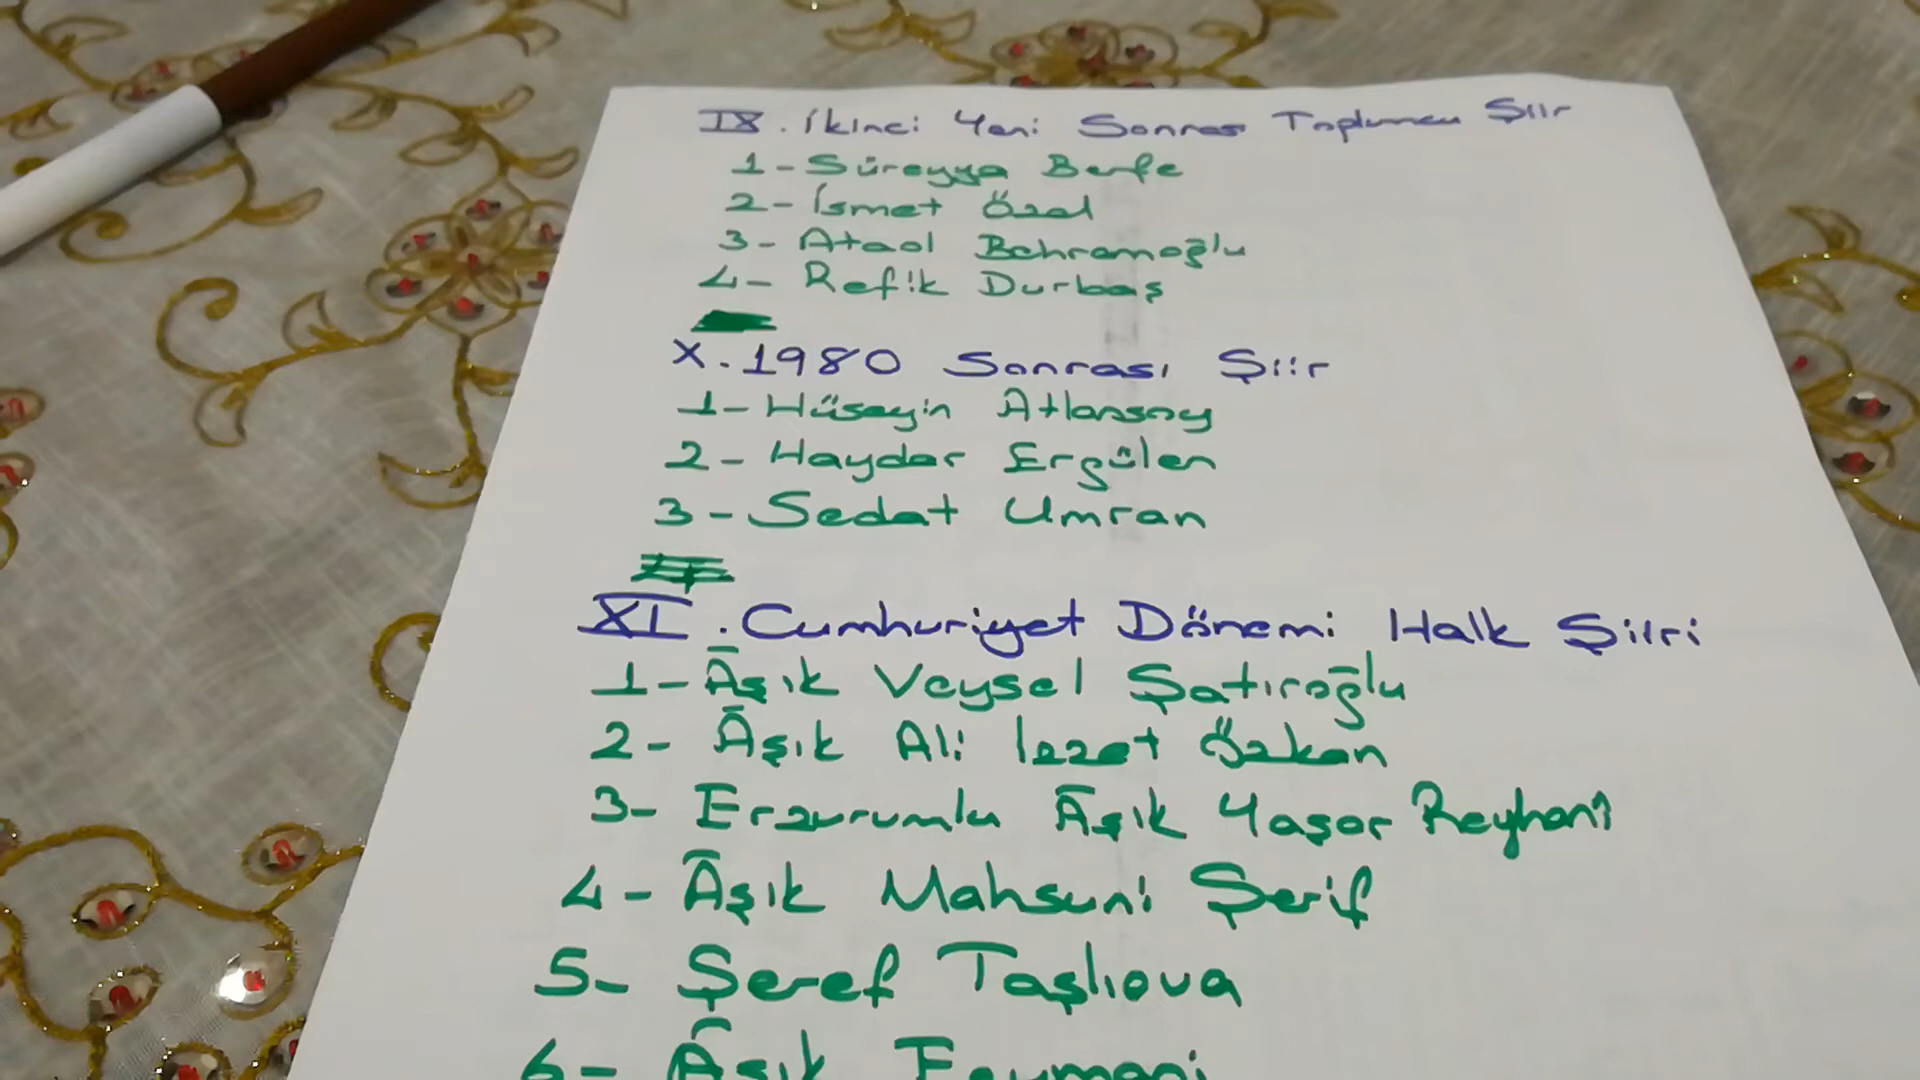 IX. İkinci Yeni Sonrası Toplumcu Şiir
1- Süreyya Berfe
2- İsmet Özel
3- Ataol Behramoğlu
4- Refik Durbaş
X. 1980 Sonrası Şiir
1- Hüseyin Atlansoy
2- Haydar Ergülen
3- Sedat Umran
XI. Cumhuriyet Dönemi Halk Şiiri
1- Âşık Veysel Şatıroğlu
2- Âşık Ali İzzet Özkan
3- Erzurumlu Âşık Yaşar Reyhanî
4- Âşık Mahsuni Şerif
5- Şeref Taşlıova
6- Âşık Feymani